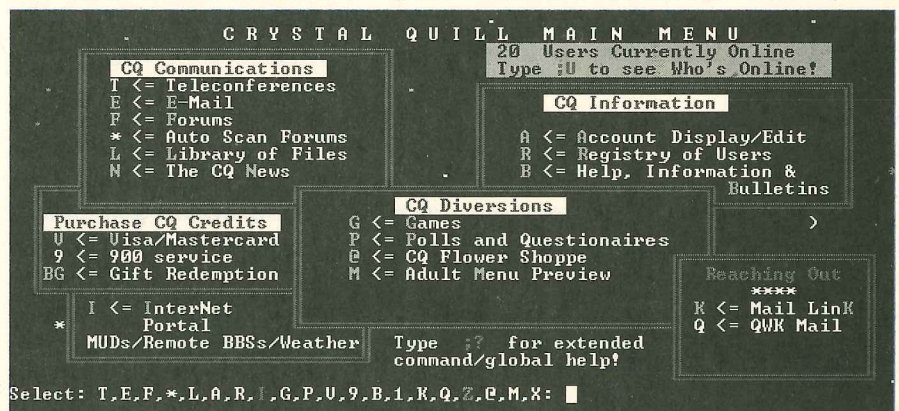 CRYSTAL QUILL MAIN MENU
20 Users Currently Online
Type ;U to see Who's Online!
CQ Communications
T <= Teleconferences
E <= E-Mail
F <= Forums
* <= Auto Scan Forums
L <= Library of Files
N <= The CQ News
CQ Information
A <= Account Display/Edit
R <= Registry of Users
B <= Help, Information &
Bulletins
Purchase CQ Credits
V <= Visa/Mastercard
9 <= 900 service
BG <= Gift Redemption
CQ Diversions
G <= Games
P <= Polls and Questionaires
@ <= CQ Flower Shoppe
M <= Adult Menu Preview
Reaching Out
****
K <= Mail LinK
Q <= QWK Mail
I <= InterNet
* Portal
MUDs/Remote BBSs/Weather
Type ;? for extended
command/global help!
Select: T,E,F,*,L,A,R,I,G,P,V,9,B,1,K,Q,Z,@,M,X: